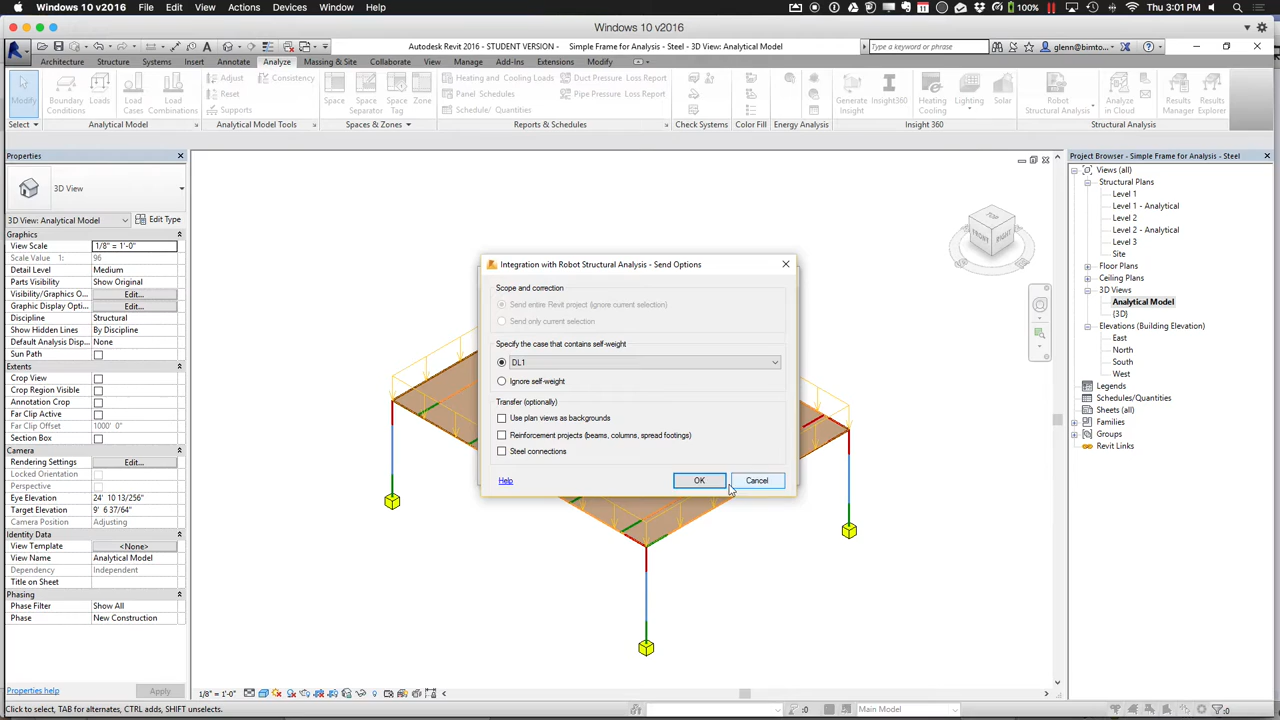 Windows 10 v2016 File Edit View Actions Devices Window Help 100% Thu 3:01 PM
Windows 10 v2016
Autodesk Revit 2016 - STUDENT VERSION - Simple Frame for Analysis - Steel - 3D View: Analytical Model Type a keyword or phrase glenn@bimto...
Architecture Structure Systems Insert Annotate Analyze Massing & Site Collaborate View Manage Add-Ins Extensions Modify
Modify
Boundary Conditions
Loads
Load Cases
Load Combinations
Adjust
Consistency
Reset
Supports
Space
Space Separator
Space Tag
Zone
Heating and Cooling Loads
Panel Schedules
Schedule/ Quantities
Duct Pressure Loss Report
Pipe Pressure Loss Report
Generate Insight
Insight360
Heating Cooling
Lighting
Solar
Robot Structural Analysis
Analyze in Cloud
Results Manager
Results Explorer
Select Analytical Model Analytical Model Tools Spaces & Zones Reports & Schedules Check Systems Color Fill Energy Analysis Insight 360 Structural Analysis
Properties
3D View
3D View: Analytical Model Edit Type
Graphics
View Scale 1/8" = 1'-0"
Scale Value 1: 96
Detail Level Medium
Parts Visibility Show Original
Visibility/Graphics O... Edit...
Graphic Display Opt... Edit...
Discipline Structural
Show Hidden Lines By Discipline
Default Analysis Disp... None
Sun Path
Extents
Crop View
Crop Region Visible
Annotation Crop
Far Clip Active
Far Clip Offset 1000' 0"
Section Box
Camera
Rendering Settings Edit...
Locked Orientation
Perspective
Eye Elevation 24' 10 13/256"
Target Elevation 9' 6 37/64"
Camera Position Adjusting
Identity Data
View Template <None>
View Name Analytical Model
Dependency Independent
Title on Sheet
Phasing
Phase Filter Show All
Phase New Construction
Properties help Apply
Integration with Robot Structural Analysis - Send Options
Scope and correction
Send entire Revit project (ignore current selection)
Send only current selection
Specify the case that contains self-weight
DL1
Ignore self-weight
Transfer (optionally)
Use plan views as backgrounds
Reinforcement projects (beams, columns, spread footings)
Steel connections
Help OK Cancel
TOP
FRONT RIGHT
Project Browser - Simple Frame for Analysis - Steel
Views (all)
Structural Plans
Level 1
Level 1 - Analytical
Level 2
Level 2 - Analytical
Level 3
Site
Floor Plans
Ceiling Plans
3D Views
Analytical Model
{3D}
Elevations (Building Elevation)
East
North
South
West
Legends
Schedules/Quantities
Sheets (all)
Families
Groups
Revit Links
1/8" = 1'-0"
Click to select, TAB for alternates, CTRL adds, SHIFT unselects. :0 Main Model :0